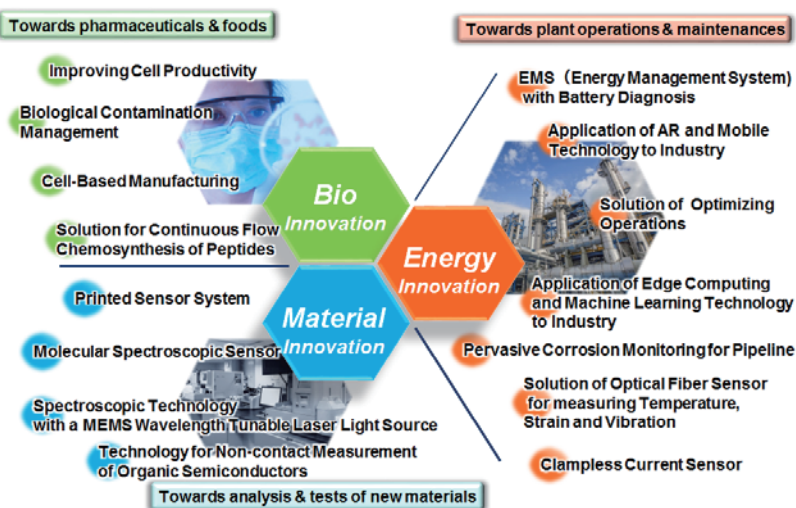 Towards pharmaceuticals & foods
Improving Cell Productivity
Biological Contamination
Management
Cell-Based Manufacturing
Solution for Continuous Flow
Chemosynthesis of Peptides
Bio
Innovation
Towards plant operations & maintenances
EMS (Energy Management System)
with Battery Diagnosis
Application of AR and Mobile
Technology to Industry
Solution of Optimizing
Operations
Energy
Innovation
Application of Edge Computing
and Machine Learning Technology
to Industry
Pervasive Corrosion Monitoring for Pipeline
Solution of Optical Fiber Sensor
for measuring Temperature,
Strain and Vibration
Clampless Current Sensor
Material
Innovation
Printed Sensor System
Molecular Spectroscopic Sensor
Spectroscopic Technology
with a MEMS Wavelength Tunable Laser Light Source
Technology for Non-contact Measurement
of Organic Semiconductors
Towards analysis & tests of new materials